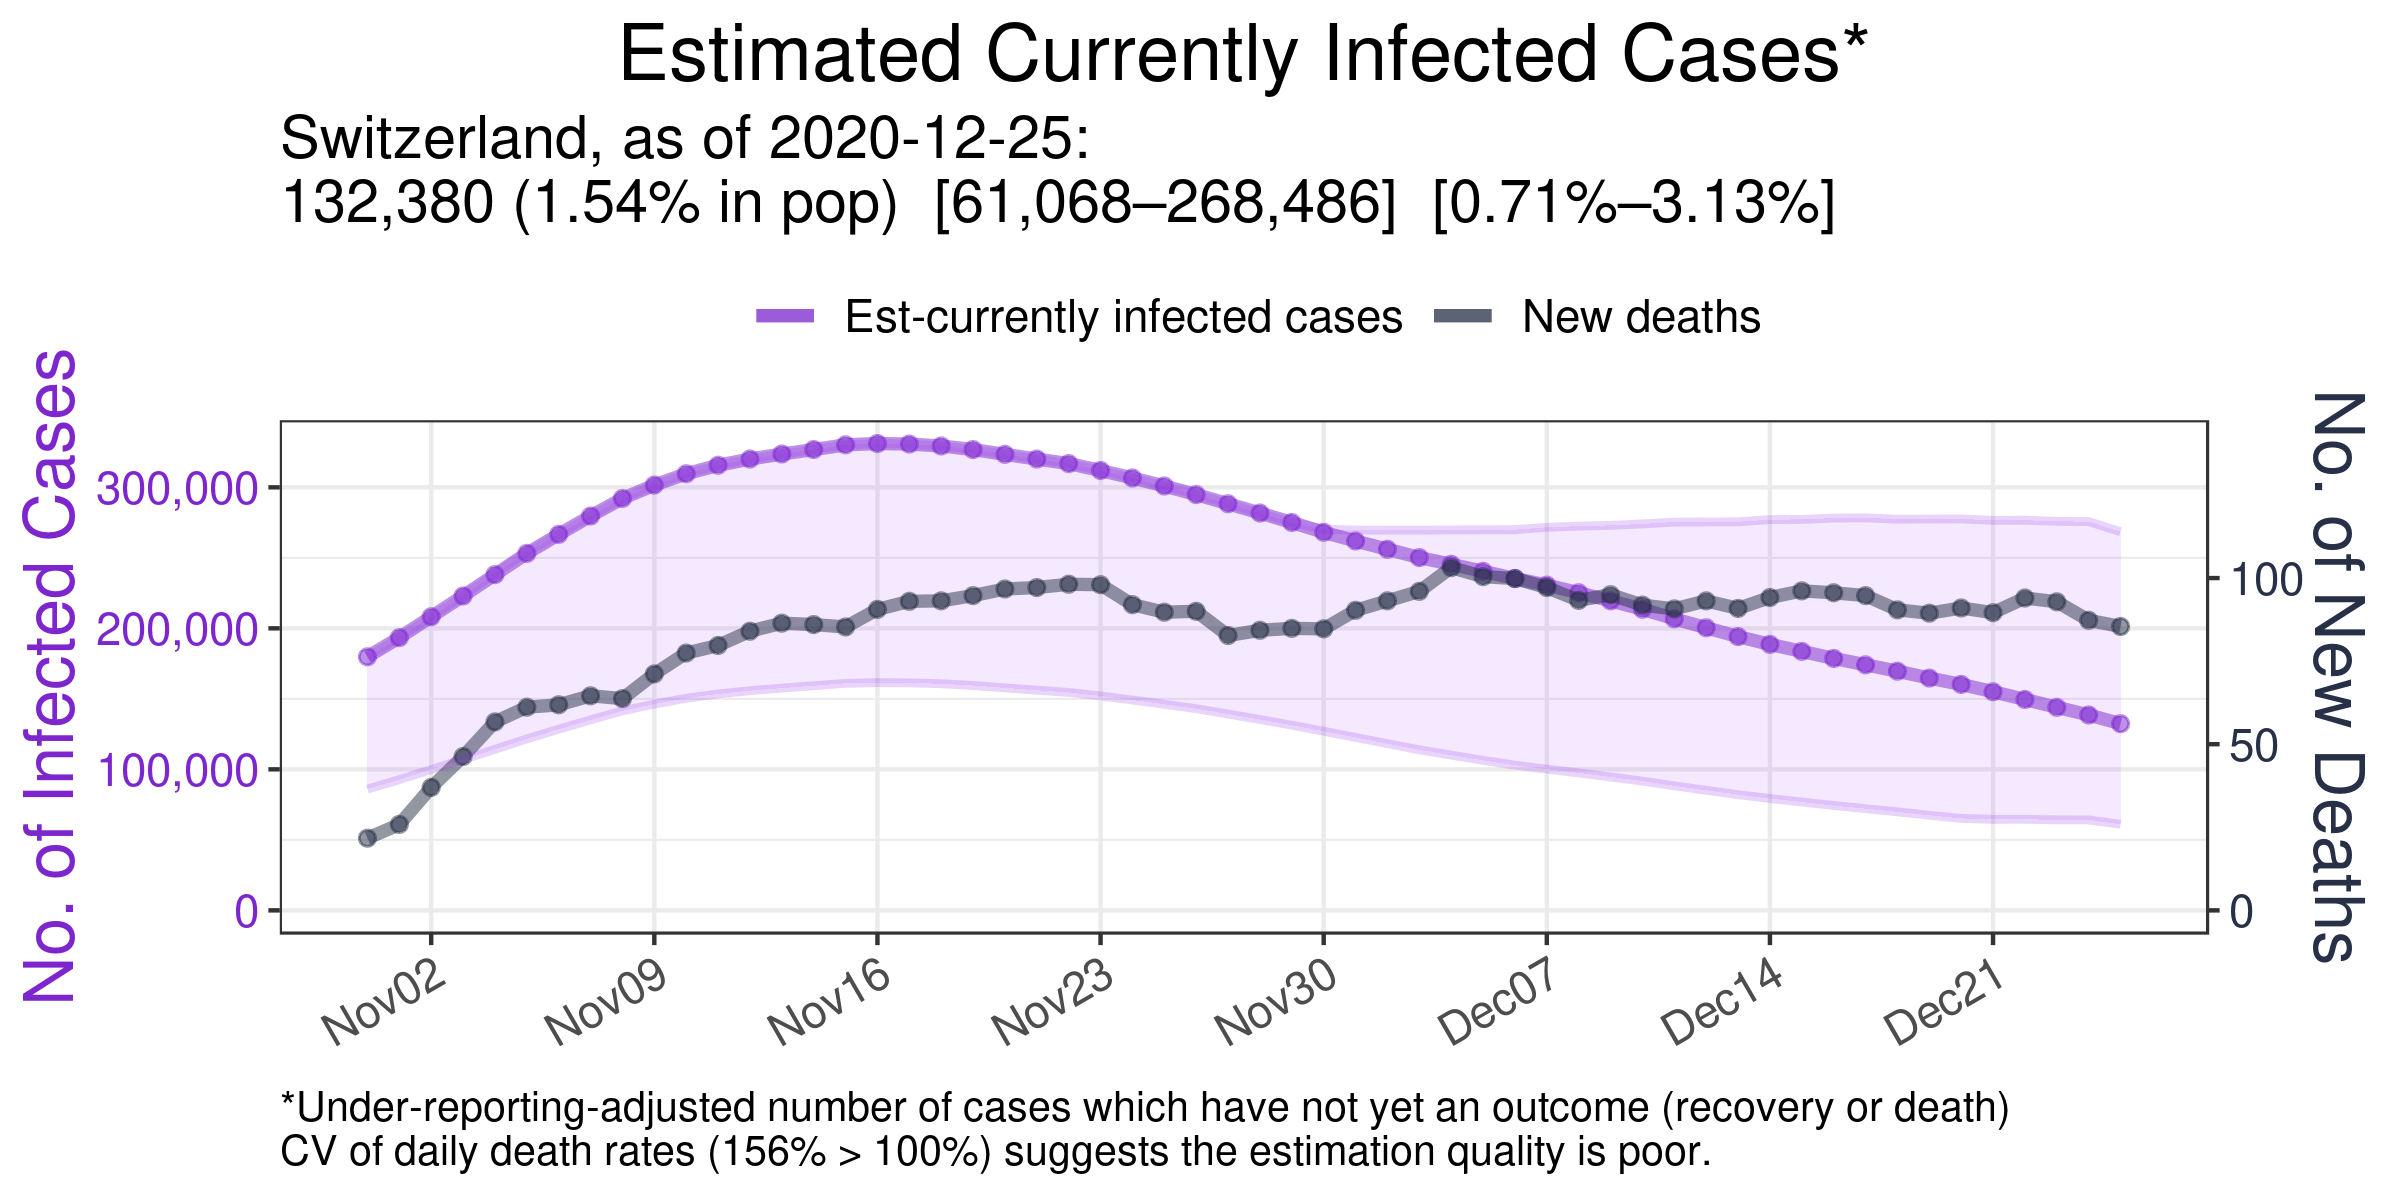 Estimated Currently Infected Cases*
Switzerland, as of 2020-12-25:
132,380 (1.54% in pop)  [61,068–268,486]  [0.71%–3.13%]
Est-currently infected cases
New deaths
No. of Infected Cases
300,000
200,000
100,000
0
No. of New Deaths
100
50
0
Nov02
Nov09
Nov16
Nov23
Nov30
Dec07
Dec14
Dec21
*Under-reporting-adjusted number of cases which have not yet an outcome (recovery or death)
CV of daily death rates (156% > 100%) suggests the estimation quality is poor.